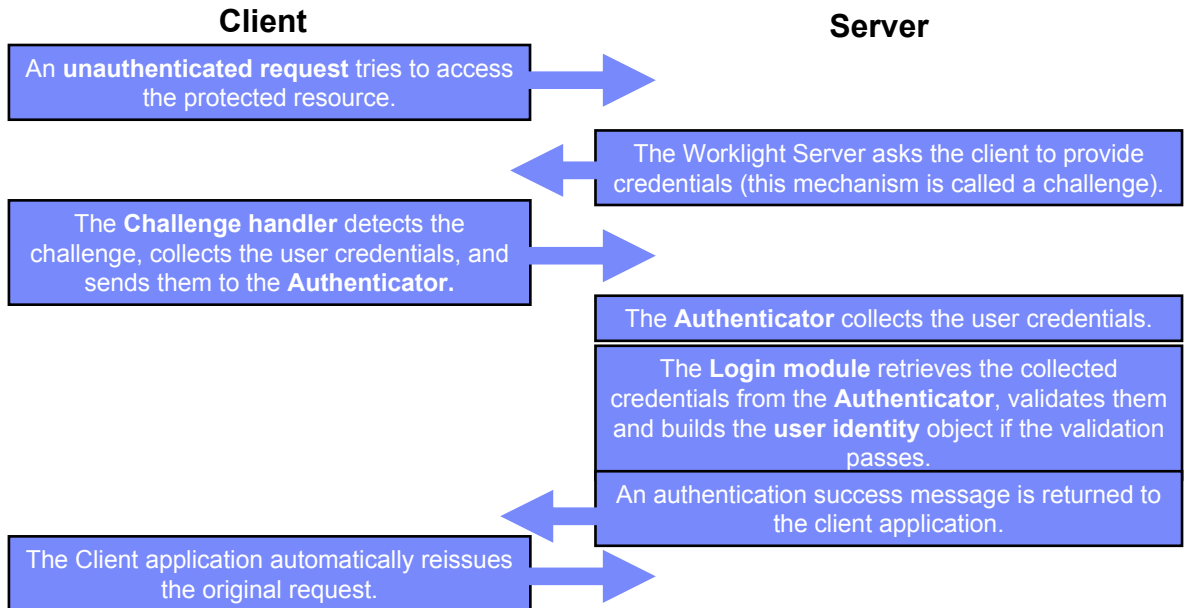 Client
Server
An unauthenticated request tries to access
the protected resource.
The Worklight Server asks the client to provide
credentials (this mechanism is called a challenge).
The Challenge handler detects the
challenge, collects the user credentials, and
sends them to the Authenticator.
The Authenticator collects the user credentials.
The Login module retrieves the collected
credentials from the Authenticator, validates them
and builds the user identity object if the validation
passes.
An authentication success message is returned to
the client application.
The Client application automatically reissues
the original request.